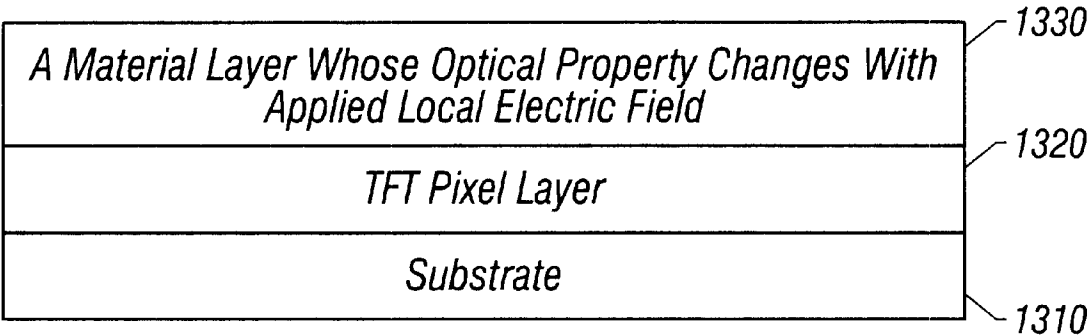 1330
A Material Layer Whose Optical Property Changes With
Applied Local Electric Field
1320
TFT Pixel Layer
Substrate
1310